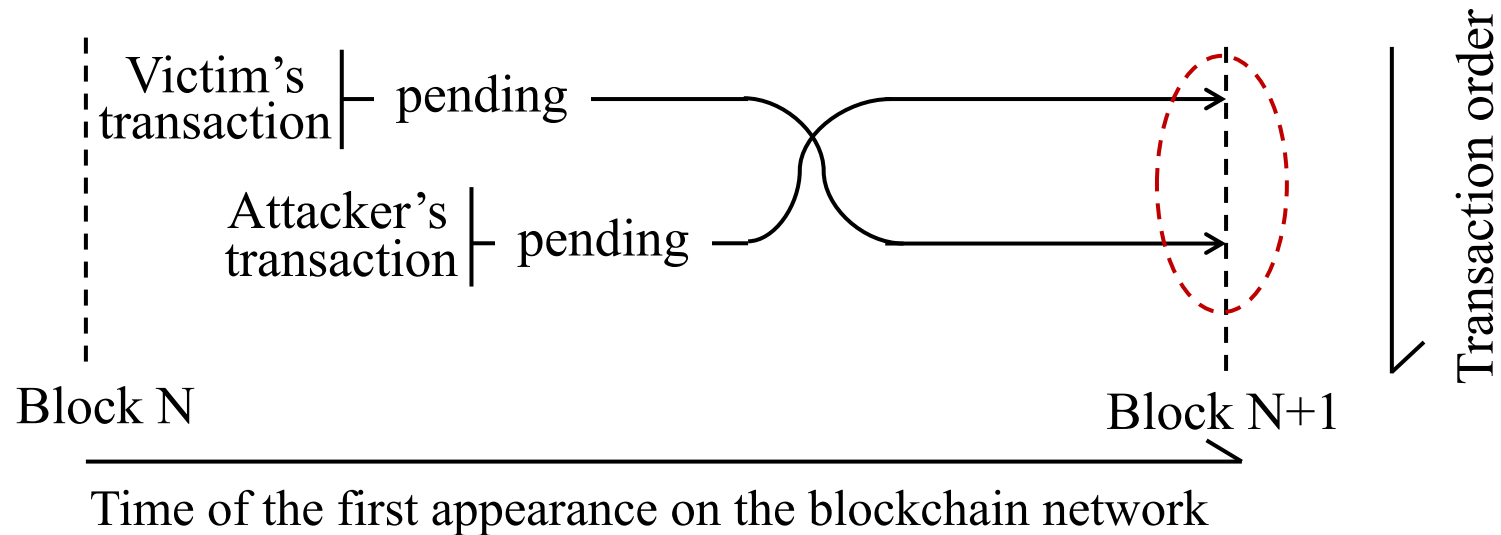 Victim’s
transaction
pending
Attacker’s
transaction
pending
Block N
Block N+1
Time of the first appearance on the blockchain network
Transaction order